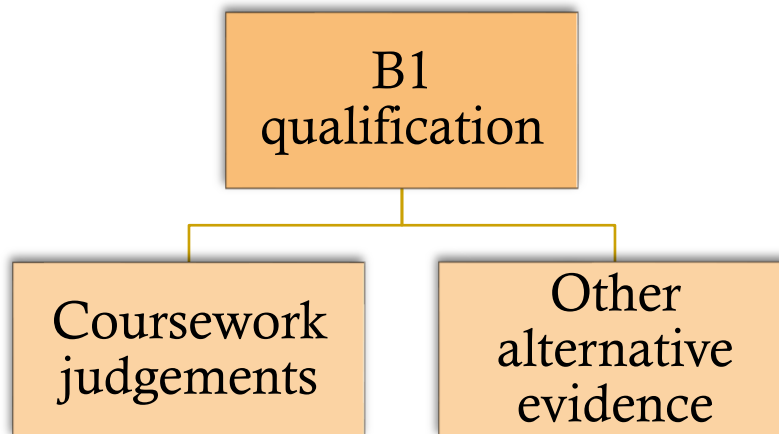 B1
qualification
Coursework
judgements
Other
alternative
evidence